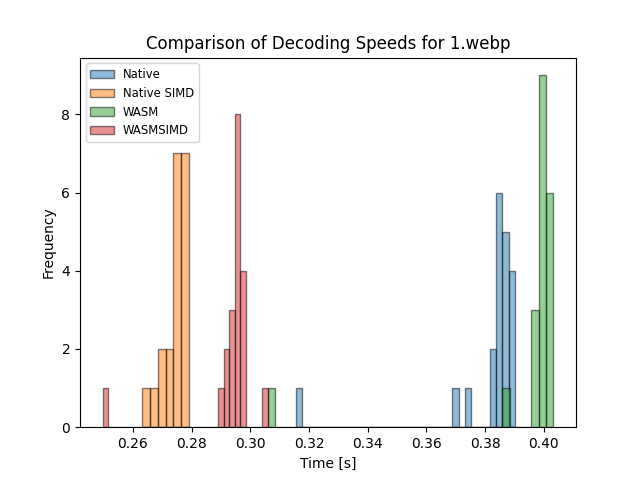 Comparison of Decoding Speeds for 1.webp
Native
Native SIMD
WASM
WASMSIMD
8
6
4
2
0
Frequency
0.26 0.28 0.30 0.32 0.34 0.36 0.38 0.40
Time [s]